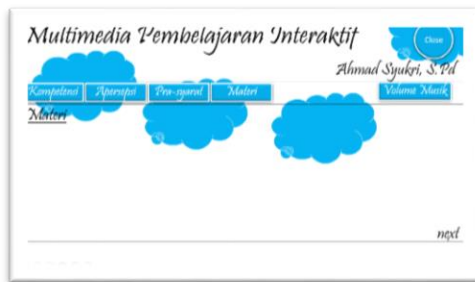 Multimedia Pembelajaran Interaktif
Close
Ahmad Syukri, S.Pd
Kompetensi Apersepsi Pra-syarat Materi Volume Musik
Materi
next